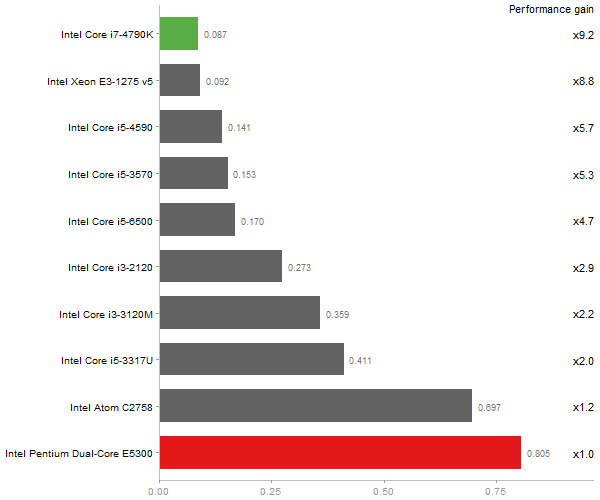 Performance gain
Intel Core i7-4790K 0.087 x9.2
Intel Xeon E3-1275 v5 0.092 x8.8
Intel Core i5-4590 0.141 x5.7
Intel Core i5-3570 0.153 x5.3
Intel Core i5-6500 0.170 x4.7
Intel Core i3-2120 0.273 x2.9
Intel Core i3-3120M 0.359 x2.2
Intel Core i5-3317U 0.411 x2.0
Intel Atom C2758 0.697 x1.2
Intel Pentium Dual-Core E5300 0.805 x1.0
0.00 0.25 0.50 0.75